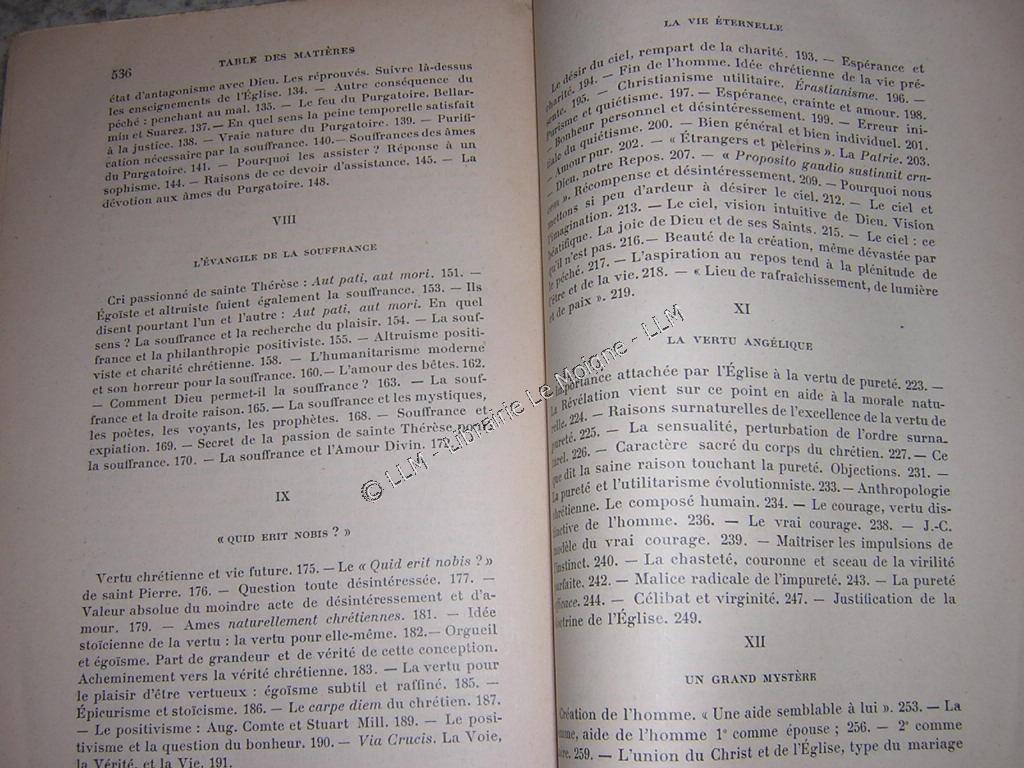 536
TABLE DES MATIÈRES
état d'antagonisme avec Dieu. Les réprouvés. Suivre là-dessus
les enseignements de l'Église. 134. — Autre conséquence du
péché : penchant au mal. 135. — Le feu du Purgatoire. Bellar-
min et Suarez. 137. — En quel sens la peine temporelle satisfait
à la justice. 138. — Vraie nature du Purgatoire. 139. — Purifi-
cation nécessaire par la souffrance. 140. — Souffrances des âmes
du Purgatoire. 141. — Pourquoi les assister ? Réponse à un
sophisme. 144. — Raisons de ce devoir d'assistance. 145. — La
dévotion aux âmes du Purgatoire. 148.
VIII
L'ÉVANGILE DE LA SOUFFRANCE
Cri passionné de sainte Thérèse : Aut pati, aut mori. 151. —
Égoïste et altruiste fuient également la souffrance. 153. — Ils
disent pourtant l'un et l'autre : Aut pati, aut mori. En quel
sens ? La souffrance et la recherche du plaisir. 154. — La souf-
france et la philanthropie positiviste. 155. — Altruisme positi-
viste et charité chrétienne. 158. — L'humanitarisme moderne
et son horreur pour la souffrance. 160. — L'amour des bêtes. 162.
— Comment Dieu permet-il la souffrance ? 163. — La souf-
france et la droite raison. 165. — La souffrance et les mystiques,
les poètes, les voyants, les prophètes. 168. — Souffrance et
expiation. 169. — Secret de la passion de sainte Thérèse pour
la souffrance. 170. — La souffrance et l'Amour Divin.
IX
« QUID ERIT NOBIS ? »
Vertu chrétienne et vie future. 175. — Le « Quid erit nobis ? »
de saint Pierre. 176. — Question toute désintéressée. 177. —
Valeur absolue du moindre acte de désintéressement et d'a-
mour. 179. — Ames naturellement chrétiennes. 181. — Idée
stoïcienne de la vertu : la vertu pour elle-même. 182. — Orgueil
et égoïsme. Part de grandeur et de vérité de cette conception.
Acheminement vers la vérité chrétienne. 183. — La vertu pour
le plaisir d'être vertueux : égoïsme subtil et raffiné. 185. —
Épicurisme et stoïcisme. 186. — Le carpe diem du chrétien. 187.
— Le positivisme : Aug. Comte et Stuart Mill. 189. — Le posi-
tivisme et la question du bonheur. 190. — Via Crucis. La Voie,
la Vérité, et la Vie. 191.
LA VIE ÉTERNELLE
Le désir du ciel, rempart de la charité. 193. — Espérance et
charité. 194. — Fin de l'homme. Idée chrétienne de la vie pré-
sente. 195. — Christianisme utilitaire. Érastianisme. 196. —
Purisme et quiétisme. 197. — Espérance, crainte et amour. 198.
— Bonheur personnel et désintéressement. 199. — Erreur ini-
tiale du quiétisme. 200. — Bien général et bien individuel. 201.
— Amour pur. 202. — « Étrangers et pèlerins ». La Patrie. 203.
— Dieu, notre Repos. 207. — « Proposito gaudio sustinuit cru-
cem ». Récompense et désintéressement. 209. — Pourquoi nous
mettons si peu d'ardeur à désirer le ciel. 212. — Le ciel et
l'imagination. 213. — Le ciel, vision intuitive de Dieu. Vision
béatifique. La joie de Dieu et de ses Saints. 215. — Le ciel : ce
qu'il n'est pas. 216. — Beauté de la création, même dévastée par
le péché. 217. — L'aspiration au repos tend à la plénitude de
l'être et de la vie. 218. — « Lieu de rafraîchissement, de lumière
et de paix ». 219.
XI
LA VERTU ANGÉLIQUE
Importance attachée par l'Église à la vertu de pureté. 223. —
La Révélation vient sur ce point en aide à la morale natu-
relle. 224. — Raisons surnaturelles de l'excellence de la vertu de
pureté. 225. — La sensualité, perturbation de l'ordre surna-
turel. 226. — Caractère sacré du corps du chrétien. 227. — Ce
que dit la saine raison touchant la pureté. Objections. 231. —
La pureté et l'utilitarisme évolutionniste. 233. — Anthropologie
chrétienne. Le composé humain. 234. — Le courage, vertu dis-
tinctive de l'homme. 236. — Le vrai courage. 238. — J.-C.
modèle du vrai courage. 239. — Maîtriser les impulsions de
l'instinct. 240. — La chasteté, couronne et sceau de la virilité
parfaite. 242. — Malice radicale de l'impureté. 243. — La pureté
efficace. 244. — Célibat et virginité. 247. — Justification de la
doctrine de l'Église. 249.
XII
UN GRAND MYSTÈRE
Création de l'homme. « Une aide semblable à lui ». 253. — La
femme, aide de l'homme 1° comme épouse ; 256. — 2° comme
259. — L'union du Christ et de l'Église, type du mariage
© LLM - Librairie Le Moigne - LLM